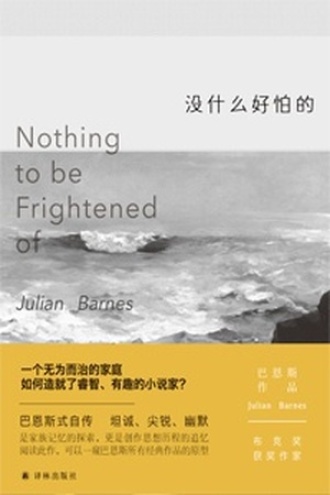 没什么好怕的
Nothing
to be
Frightened
of
Julian Barnes
一个无为而治的家庭
如何造就了睿智、有趣的小说家?
巴恩斯式自传 坦诚、尖锐、幽默
是家族记忆的探索,更是创作思想历程的追忆
阅读此作,可以一窥巴恩斯所有经典作品的原型
巴恩斯
作品
Julian Barnes
布克奖
获奖作家
译林出版社